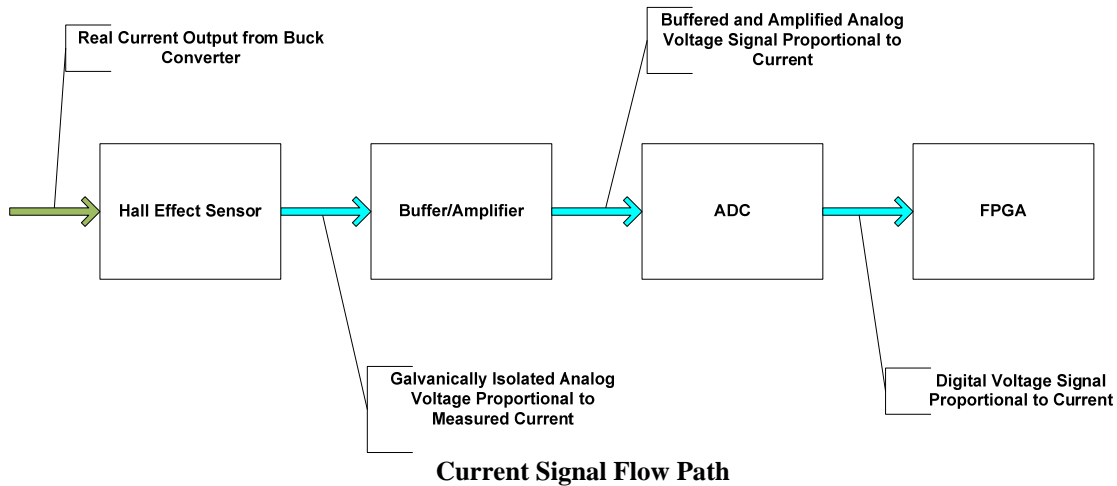 Real Current Output from Buck
Converter
Buffered and Amplified Analog
Voltage Signal Proportional to
Current
Hall Effect Sensor
Buffer/Amplifier
ADC
FPGA
Galvanically Isolated Analog
Voltage Proportional to
Measured Current
Digital Voltage Signal
Proportional to Current
Current Signal Flow Path